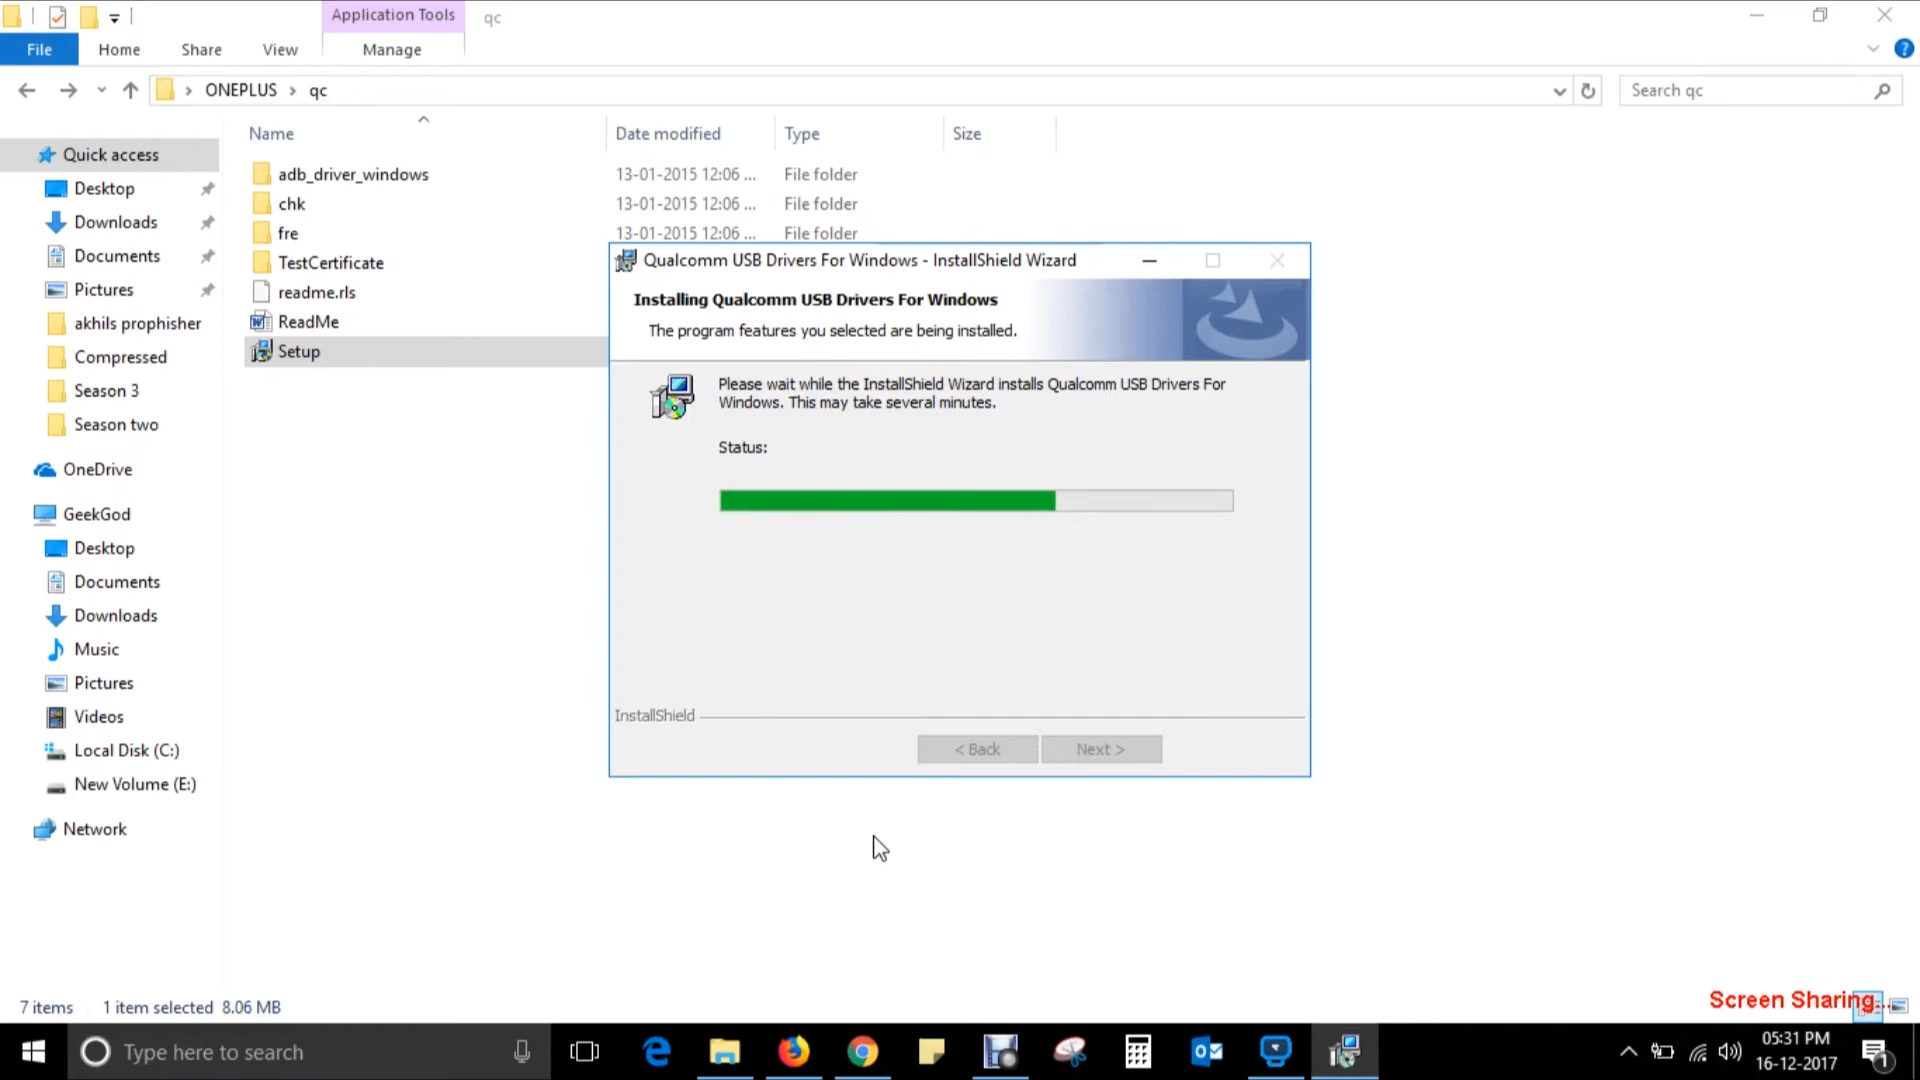 Application Tools
qc
File
Home
Share
View
Manage
ONEPLUS
qc
Search qc
Name
Date modified
Type
Size
Quick access
Desktop
Downloads
Documents
Pictures
akhils prophisher
Compressed
Season 3
Season two
OneDrive
GeekGod
Desktop
Documents
Downloads
Music
Pictures
Videos
Local Disk (C:)
New Volume (E:)
Network
adb_driver_windows 13-01-2015 12:06 ... File folder
chk 13-01-2015 12:06 ... File folder
fre 13-01-2015 12:06 ... File folder
TestCertificate
readme.rls
ReadMe
Setup
Qualcomm USB Drivers For Windows - InstallShield Wizard
Installing Qualcomm USB Drivers For Windows
The program features you selected are being installed.
Please wait while the InstallShield Wizard installs Qualcomm USB Drivers For
Windows. This may take several minutes.
Status:
InstallShield
< Back
Next >
7 items
1 item selected 8.06 MB
Screen Sharing...
Type here to search
05:31 PM
16-12-2017
1